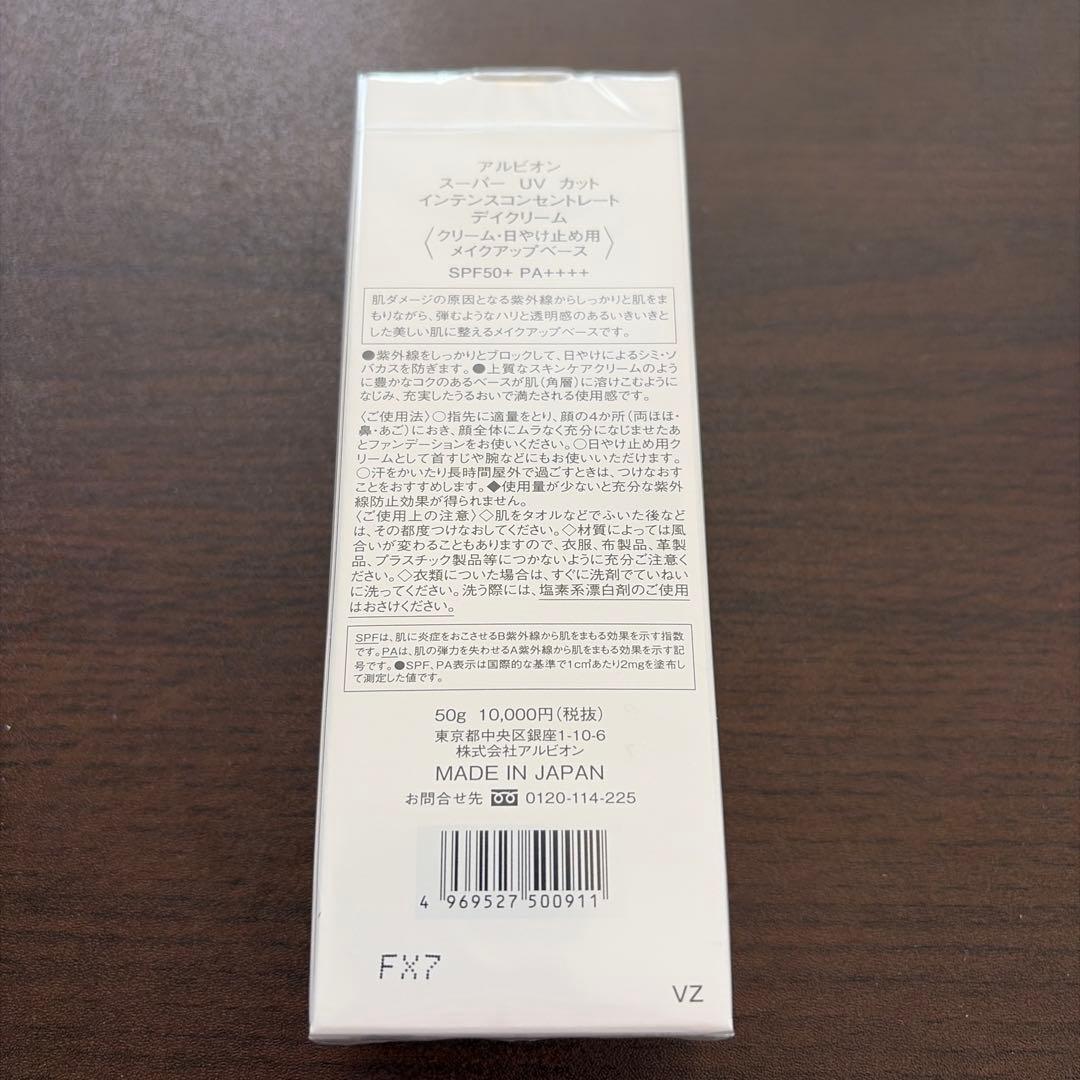 アルビオン
スーパー UV カット
インテンスコンセントレート
デイクリーム
〈クリーム・日やけ止め用
メイクアップベース〉
SPF50+ PA++++
肌ダメージの原因となる紫外線からしっかりと肌をま
もりながら、弾むようなハリと透明感のあるいきいきと
した美しい肌に整えるメイクアップベースです。
●紫外線をしっかりとブロックして、日やけによるシミ・ソ
バカスを防ぎます。●上質なスキンケアクリームのよう
に豊かなコクのあるベースが肌(角層)に溶けこむように
なじみ、充実したうるおいで満たされる使用感です。
〈ご使用法〉○指先に適量をとり、顔の4か所(両ほほ・
鼻・あご)におき、顔全体にムラなく充分になじませたあ
とファンデーションをお使いください。○日やけ止め用ク
リームとして首すじや腕などにもお使いいただけます。
○汗をかいたり長時間屋外で過ごすときは、つけなおす
ことをおすすめします。◆使用量が少ないと充分な紫外
線防止効果が得られません。
〈ご使用上の注意〉◇肌をタオルなどでふいた後など
は、その都度つけなおしてください。◇材質によっては風
合いが変わることもありますので、衣服、布製品、革製
品、プラスチック製品等につかないように充分ご注意く
ださい。◇衣類についた場合は、すぐに洗剤でていねい
に洗ってください。洗う際には、塩素系漂白剤のご使用
はおさけください。
SPFは、肌に炎症をおこさせるB紫外線から肌をまもる効果を示す指数
です。PAは、肌の弾力を失わせるA紫外線から肌をまもる効果を示す記
号です。●SPF、PA表示は国際的な基準で1㎠あたり2mgを塗布し
て測定した値です。
50g 10,000円(税抜)
東京都中央区銀座1-10-6
株式会社アルビオン
MADE IN JAPAN
お問合せ先 0120-114-225
4 969527 500911
FX7
VZ